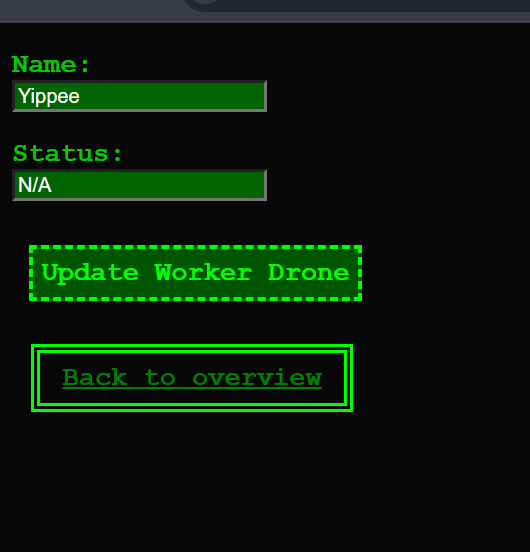 Name:
Yippee
Status:
N/A
Update Worker Drone
Back to overview